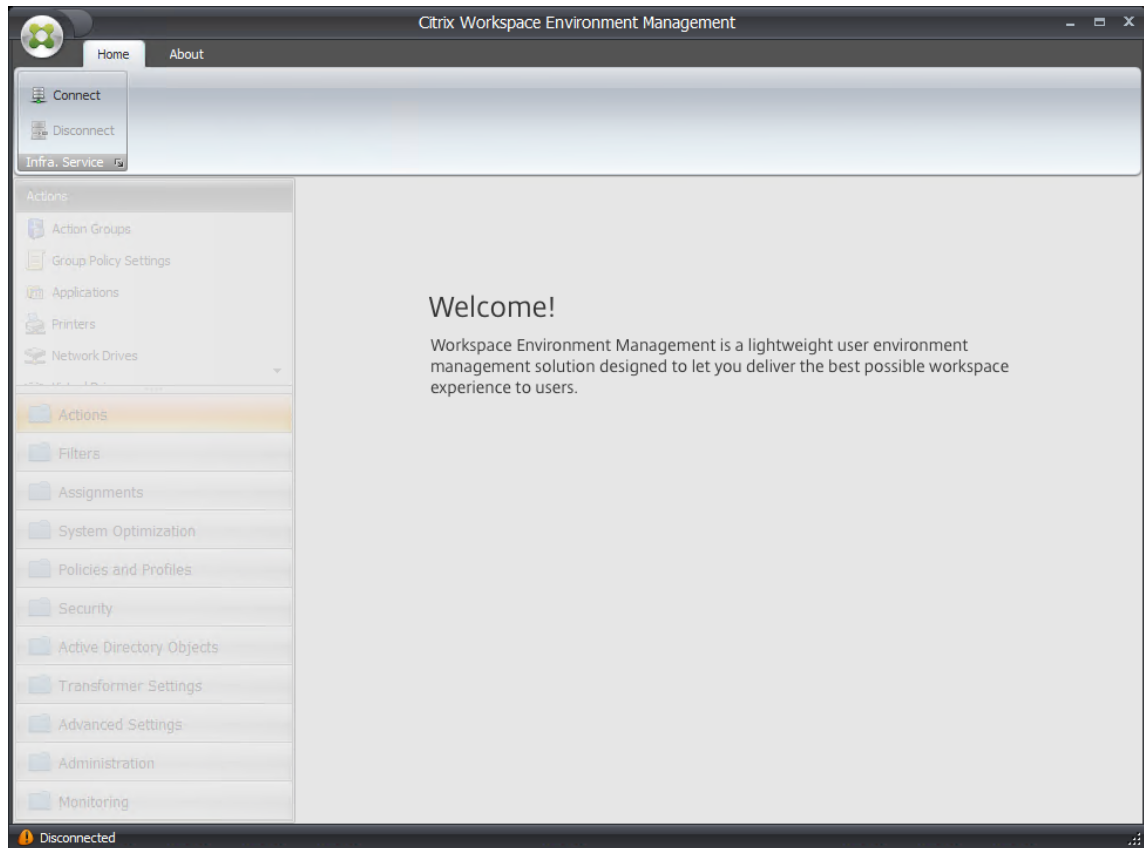 Citrix Workspace Environment Management
Home About
Connect
Disconnect
Infra. Service
Actions
Action Groups
Group Policy Settings
Applications
Printers
Network Drives
Actions
Filters
Assignments
System Optimization
Policies and Profiles
Security
Active Directory Objects
Transformer Settings
Advanced Settings
Administration
Monitoring
Welcome!
Workspace Environment Management is a lightweight user environment
management solution designed to let you deliver the best possible workspace
experience to users.
Disconnected